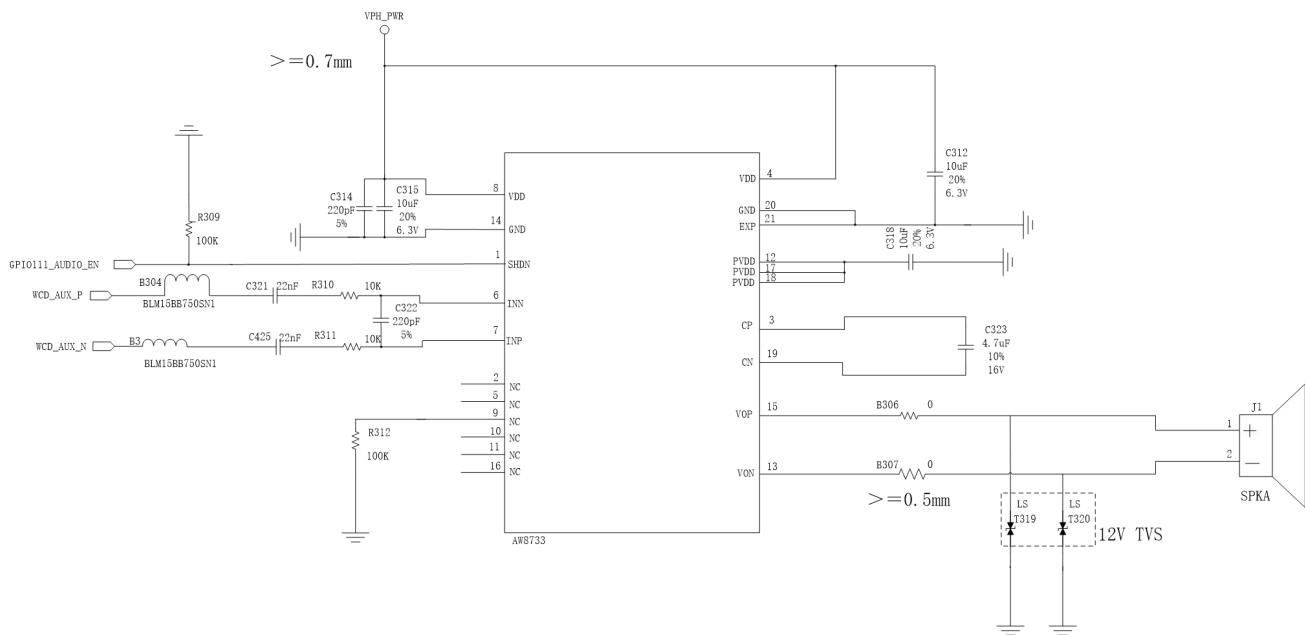 VPH_PWR
>=0.7mm
C312
10uF
20%
6.3V
VDD 4
C314
220pF
5%
C315
10uF
20%
6.3V
8 VDD
R309
100K
14 GND
GND 20
EXP 21
C318
10uF
20%
6.3V
GPIO111_AUDIO_EN
1 SHDN
PVDD 12
PVDD 17
PVDD 18
B304
BLM15BB750SN1
WCD_AUX_P
C321 22nF
R310 10K
6 INN
C322
220pF
5%
CP 3
C323
4.7uF
10%
16V
WCD_AUX_N
B3
BLM15BB750SN1
C425 22nF
R311 10K
7 INP
CN 19
2 NC
5 NC
9 NC
10 NC
11 NC
16 NC
R312
100K
VOP 15
B306 0
VON 13
B307 0
>=0.5mm
J1
1 +
2 −
SPKA
LS
T319
LS
T320
12V TVS
AW8733